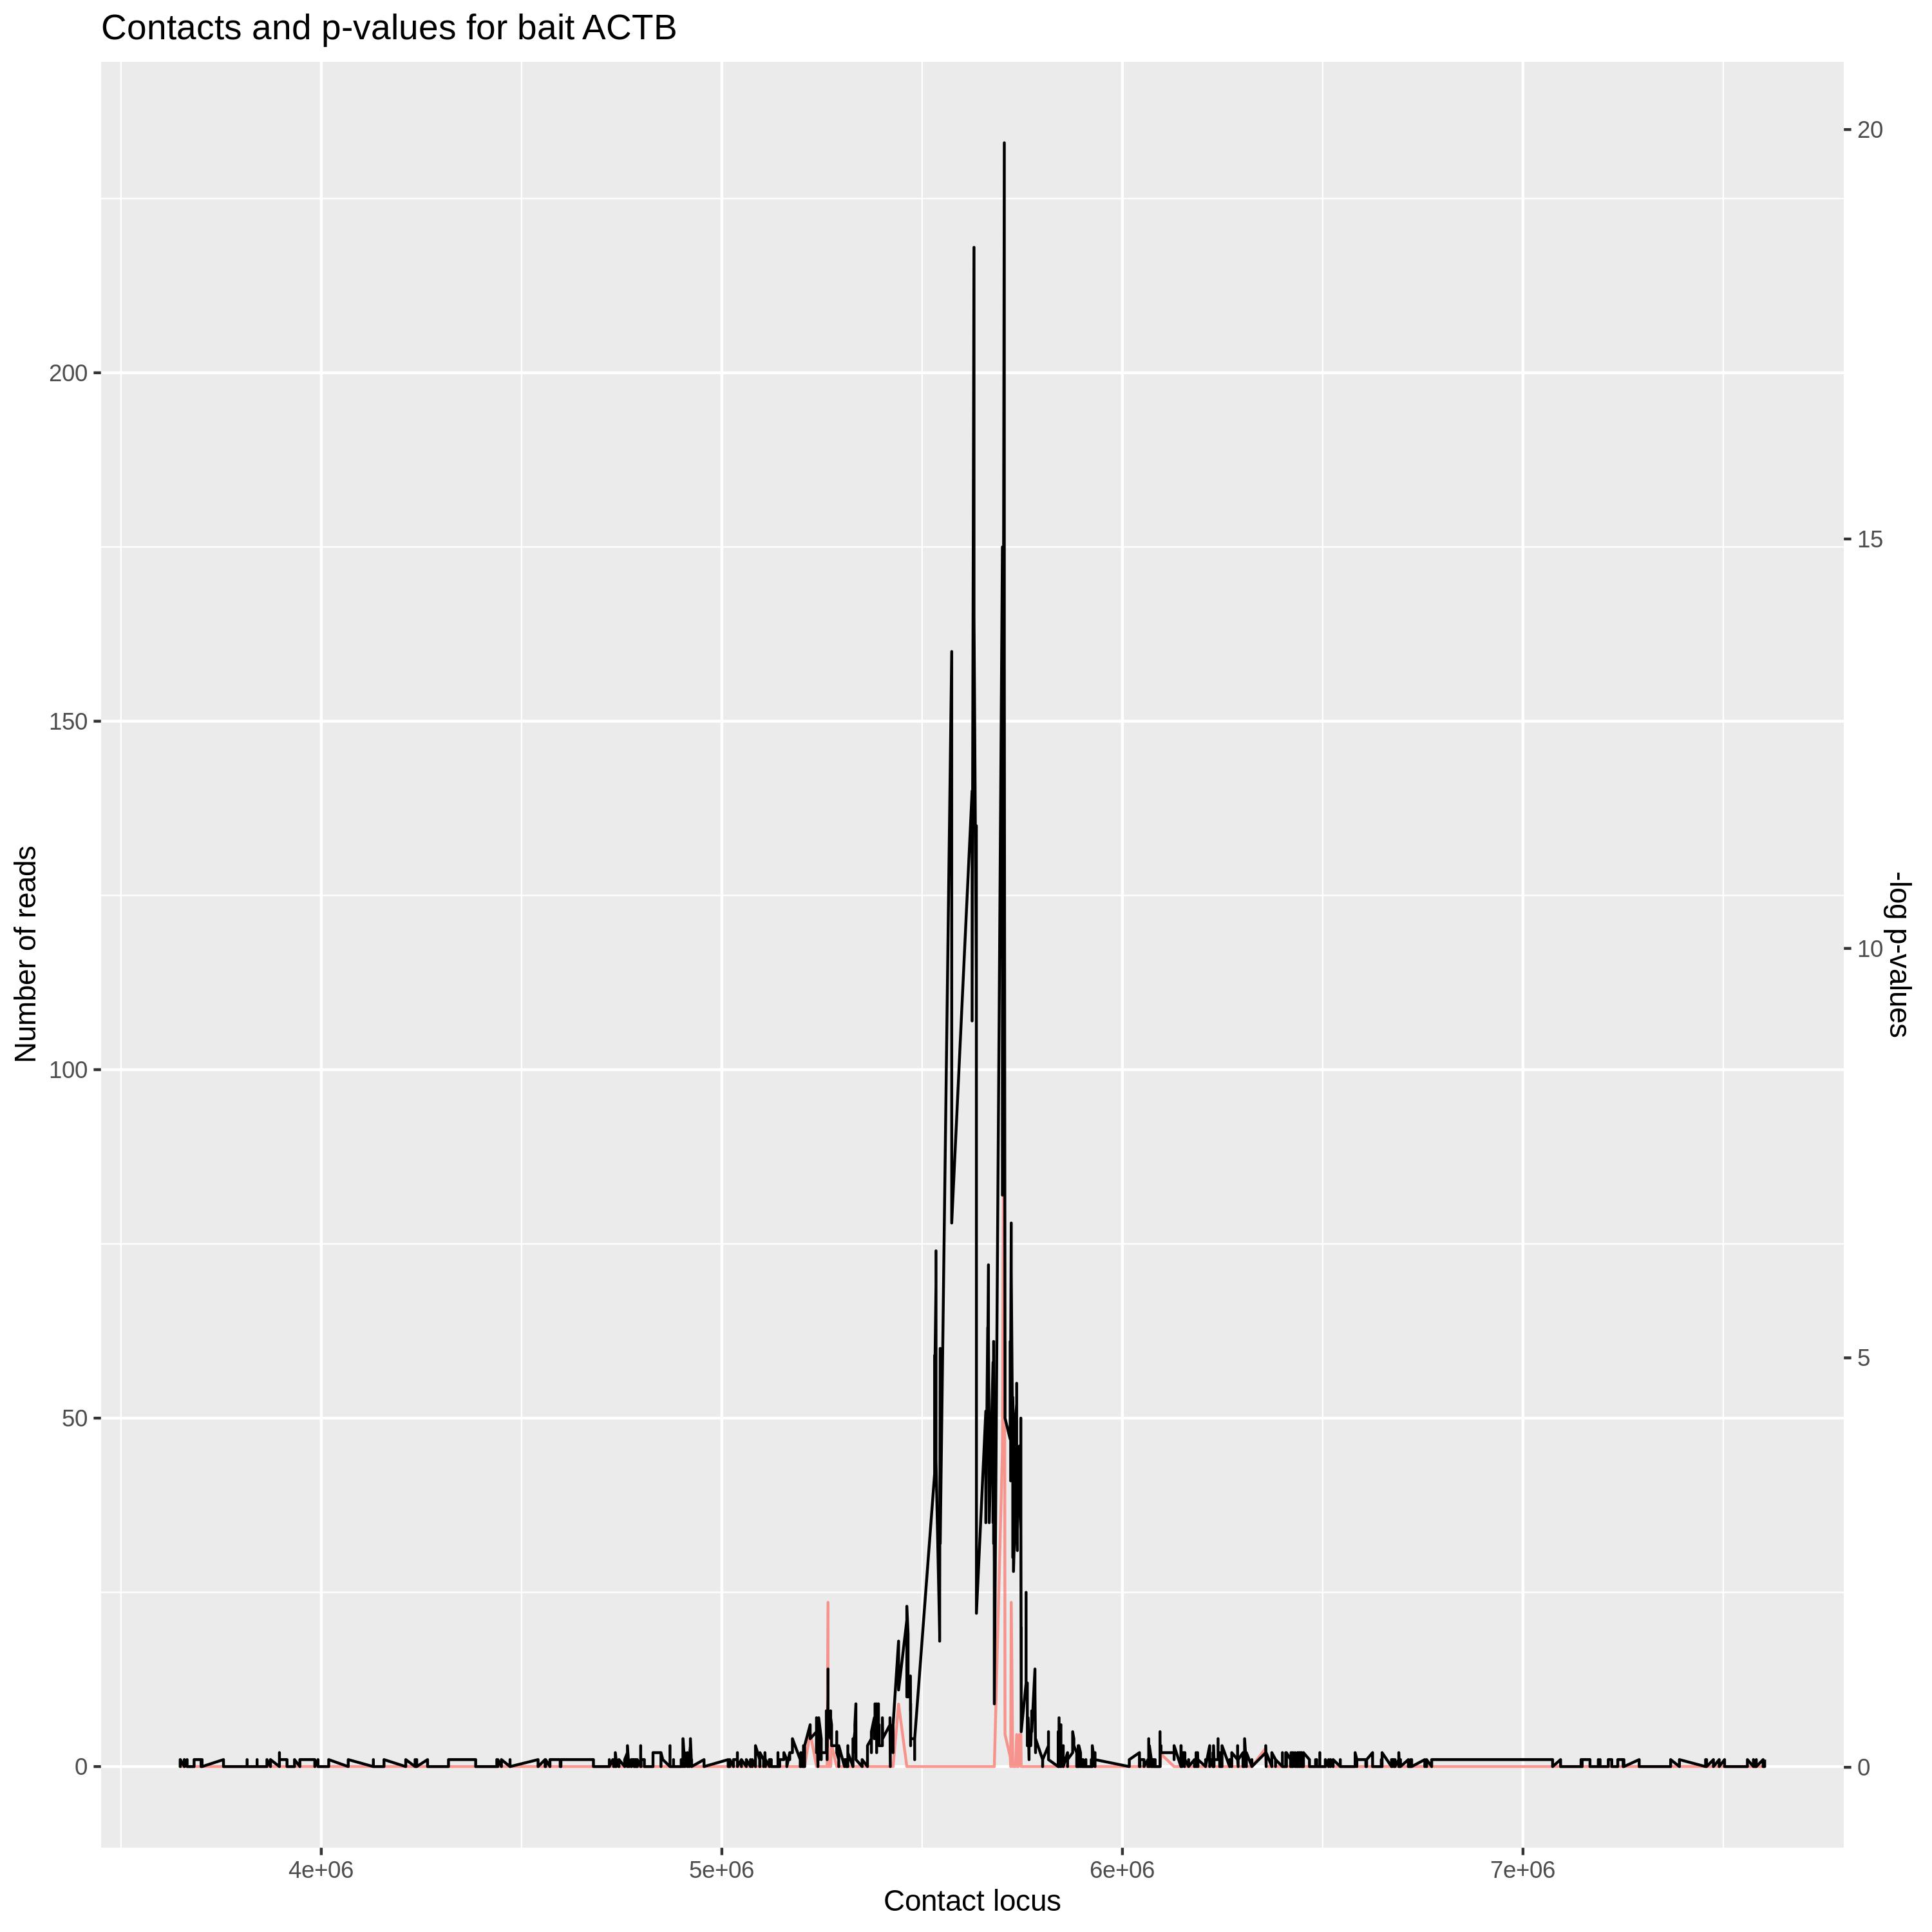 Contacts and p-values for bait ACTB
20
200
15
150
Number of reads
-log p-values
10
100
5
50
0
0
4e+06
5e+06
6e+06
7e+06
Contact locus